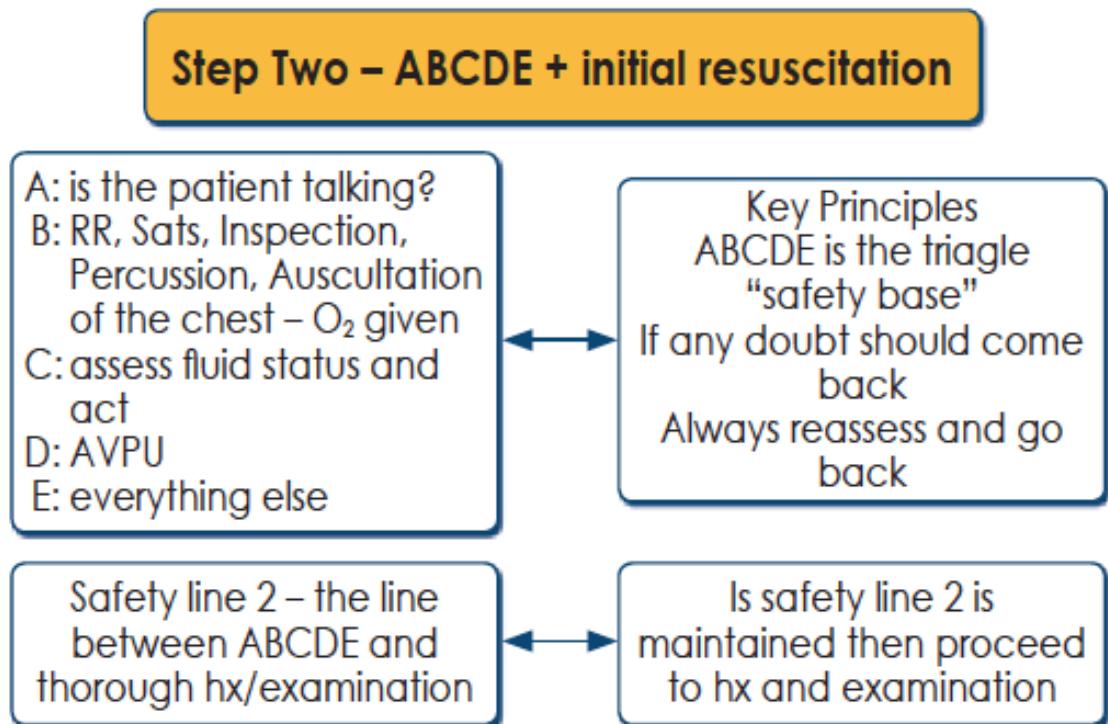 Step Two – ABCDE + initial resuscitation
A: is the patient talking?
B: RR, Sats, Inspection,
Percussion, Auscultation
of the chest – O₂ given
C: assess fluid status and
act
D: AVPU
E: everything else
Key Principles
ABCDE is the triagle
“safety base”
If any doubt should come
back
Always reassess and go
back
Safety line 2 – the line
between ABCDE and
thorough hx/examination
Is safety line 2 is
maintained then proceed
to hx and examination